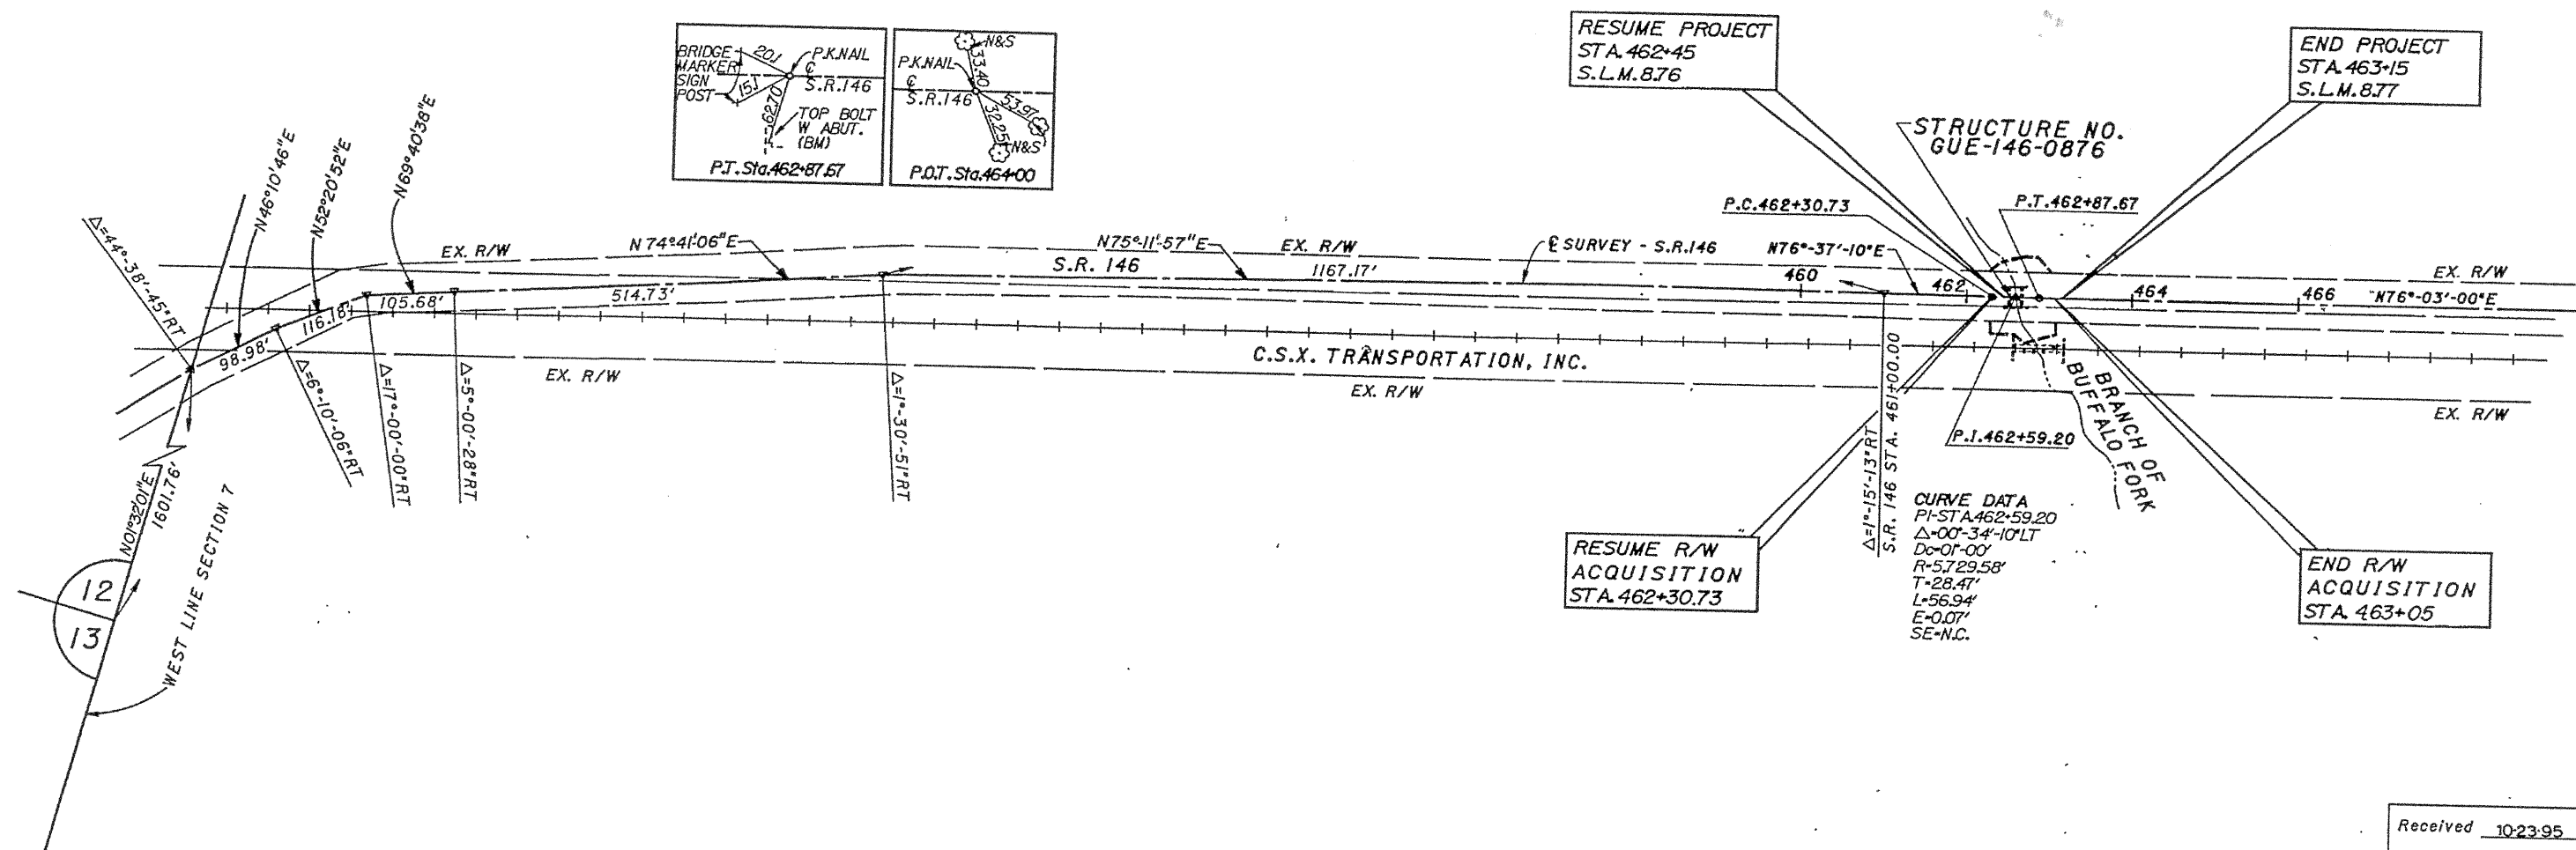 BRIDGE
MARKER
SIGN
POST
20.1
15.1
62.70
P.K.NAIL
℄
S.R.146
TOP BOLT
W ABUT.
(BM)
P.T.Sta.462+87.67
P.K.NAIL
℄
S.R.146
N&S
33.40
53.97
32.25
N&S
P.O.T.Sta.464+00
RESUME PROJECT
STA.462+45
S.L.M.8.76
END PROJECT
STA.463+15
S.L.M.8.77
STRUCTURE NO.
GUE-146-0876
P.C.462+30.73
P.T.462+87.67
Δ=44°-38'-45"RT
N46°10'46"E
N52°20'52"E
N69°40'38"E
EX. R/W
N 74°41'-06"E
N75°-11'-57"E
EX. R/W
℄ SURVEY - S.R.146
N76°-37'-10"E
EX. R/W
S.R. 146
1167.17'
460
462
464
466
N76°-03'-00"E
98.98'
116.18'
105.68'
514.73'
C.S.X. TRANSPORTATION, INC.
EX. R/W
EX. R/W
EX. R/W
Δ=6°-10'-06"RT
Δ=17°-00'-00"RT
Δ=5°-00'-28"RT
Δ=1°-30'-51"RT
Δ=1°-15'-13"RT
S.R. 146 STA. 461+00.00
P.I.462+59.20
BRANCH OF
BUFFALO FORK
N01°32'01"E
1601.76'
WEST LINE SECTION 7
12
13
RESUME R/W
ACQUISITION
STA.462+30.73
CURVE DATA
PI-STA.462+59.20
Δ=00°-34'-10"LT
Dc=01°-00'
R=5,729.58'
T=28.47'
L=56.94'
E=0.07'
SE=N.C.
END R/W
ACQUISITION
STA. 463+05
Received 10-23-95